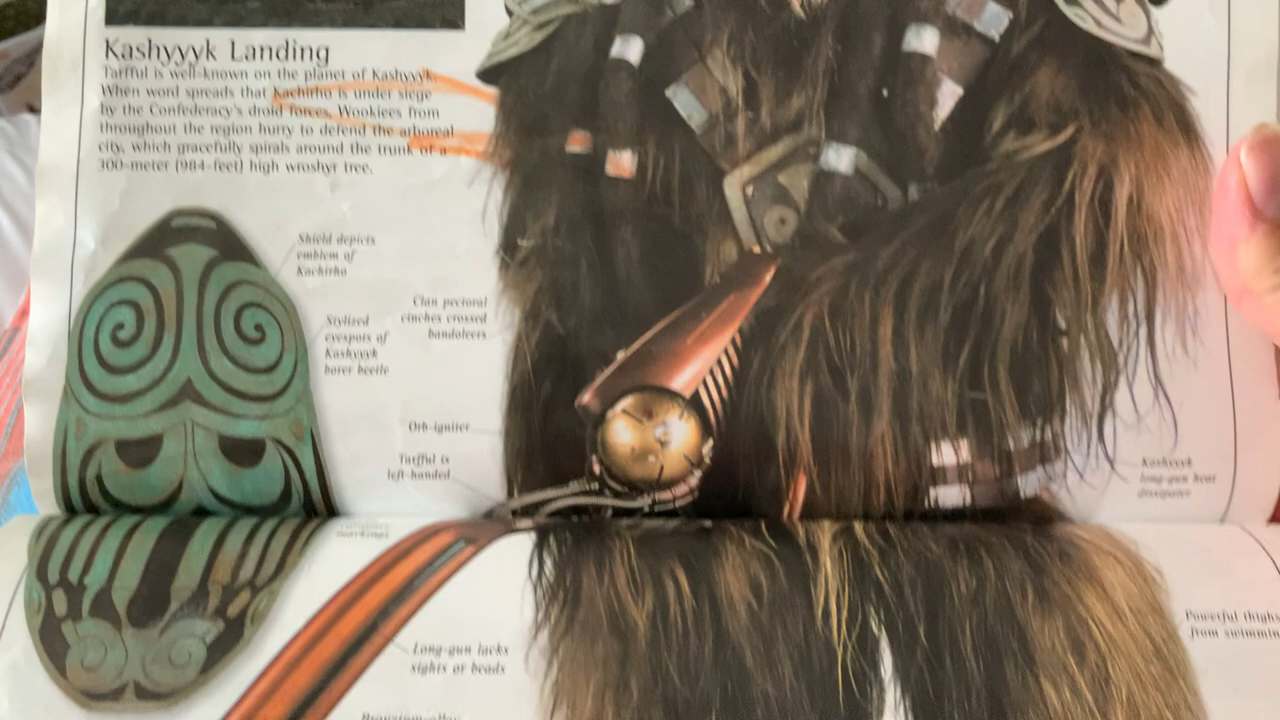 Kashyyyk Landing
Tarfful is well-known on the planet of Kashyyyk.
When word spreads that Kachirho is under siege
by the Confederacy's droid forces, Wookiees from
throughout the region hurry to defend the arboreal
city, which gracefully spirals around the trunk of a
300-meter (984-feet) high wroshyr tree.
Shield depicts
emblem of
Kachirho
Stylized
eyespots of
Kashyyyk
borer beetle
Clan pectoral
cinches crossed
bandoleers
Orb-igniter
Tarfful is
left-handed
Kashyyyk
long-gun heat
dissipater
markings
Long-gun lacks
sights or beads
Powerful thighs
from swimming